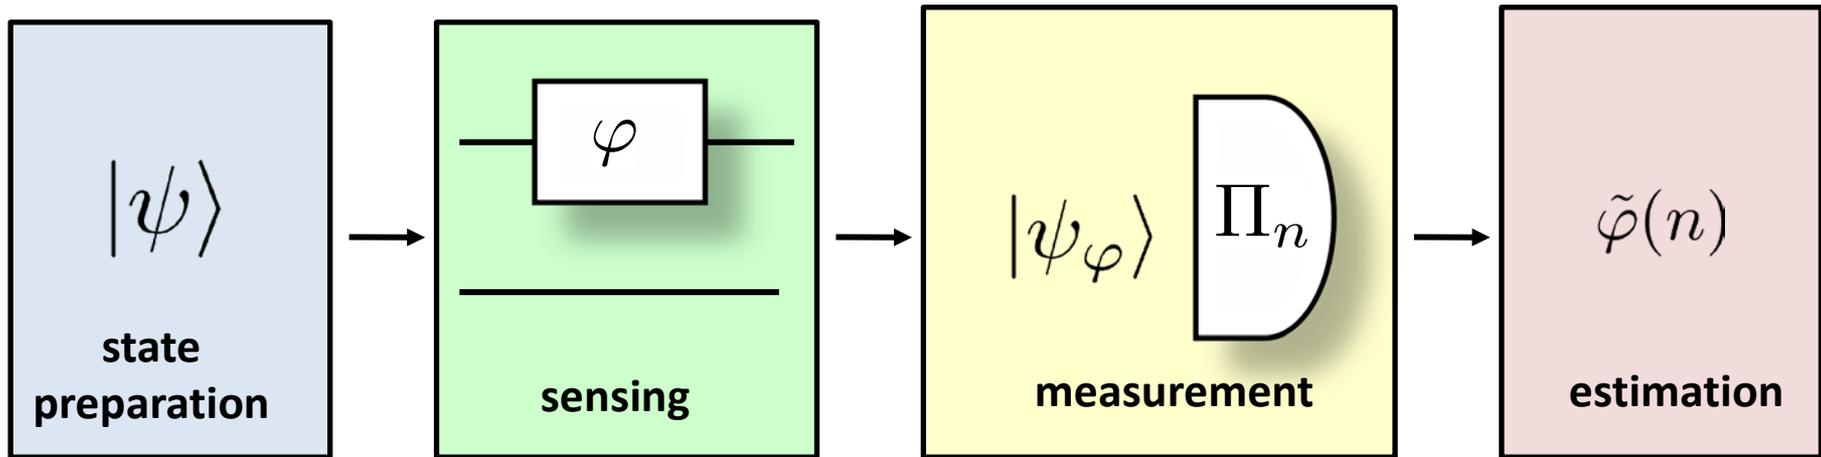 |ψ⟩
state
preparation
φ
sensing
|ψ_φ⟩
Π_n
measurement
φ̃(n)
estimation